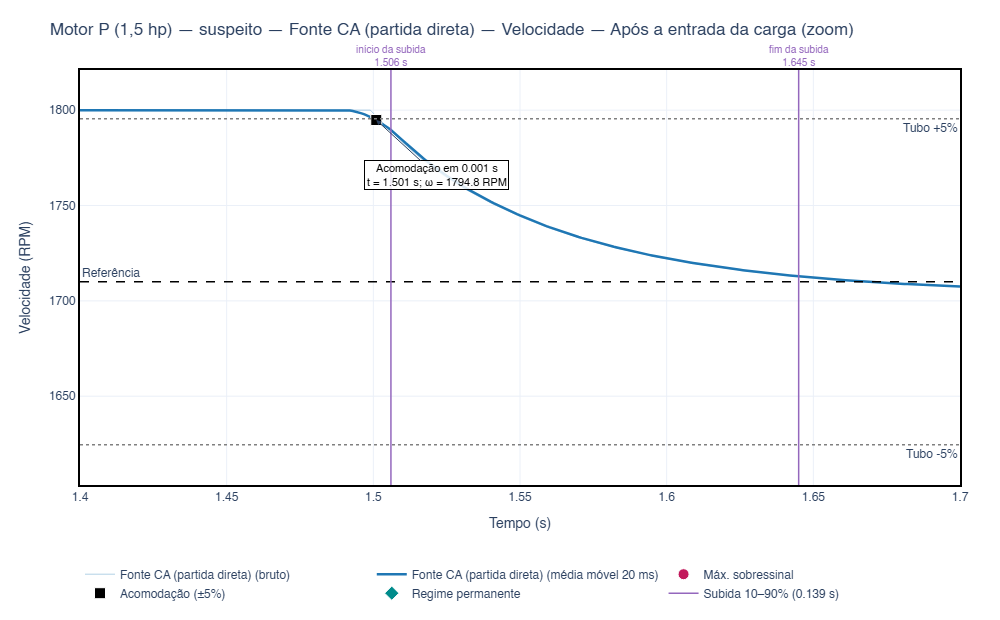 Motor P (1,5 hp) — suspeito — Fonte CA (partida direta) — Velocidade — Após a entrada da carga (zoom)
início da subida
1.506 s
fim da subida
1.645 s
1800
Tubo +5%
Acomodação em 0.001 s
t = 1.501 s; ω = 1794.8 RPM
1750
Referência
1700
1650
Tubo -5%
Velocidade (RPM)
1.4
1.45
1.5
1.55
1.6
1.65
1.7
Tempo (s)
Fonte CA (partida direta) (bruto)
Fonte CA (partida direta) (média móvel 20 ms)
Máx. sobressinal
Acomodação (±5%)
Regime permanente
Subida 10–90% (0.139 s)